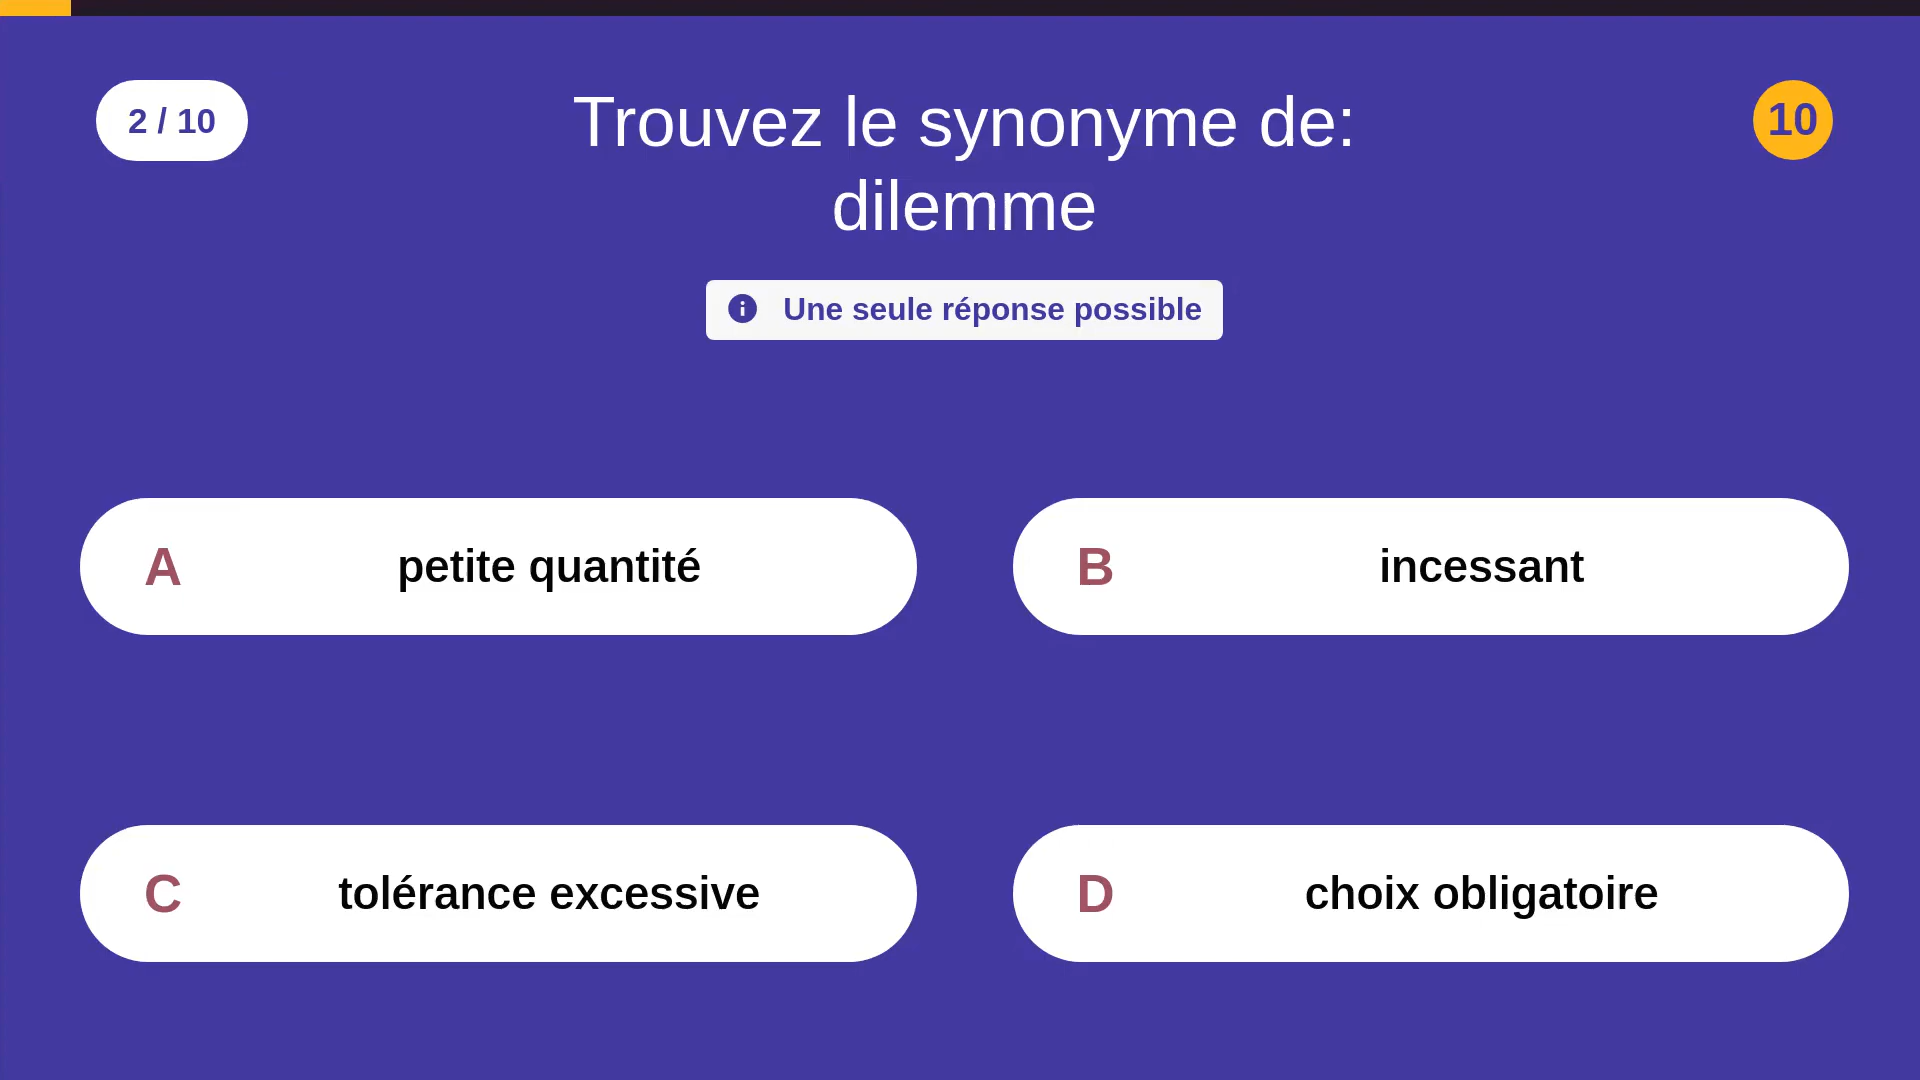 2 / 10
Trouvez le synonyme de:
dilemme
10
Une seule réponse possible
A petite quantité
B incessant
C tolérance excessive
D choix obligatoire